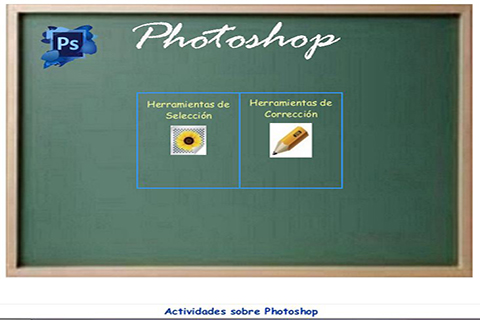 Ps
Photoshop
Herramientas de
Selección
Herramientas de
Corrección
Actividades sobre Photoshop